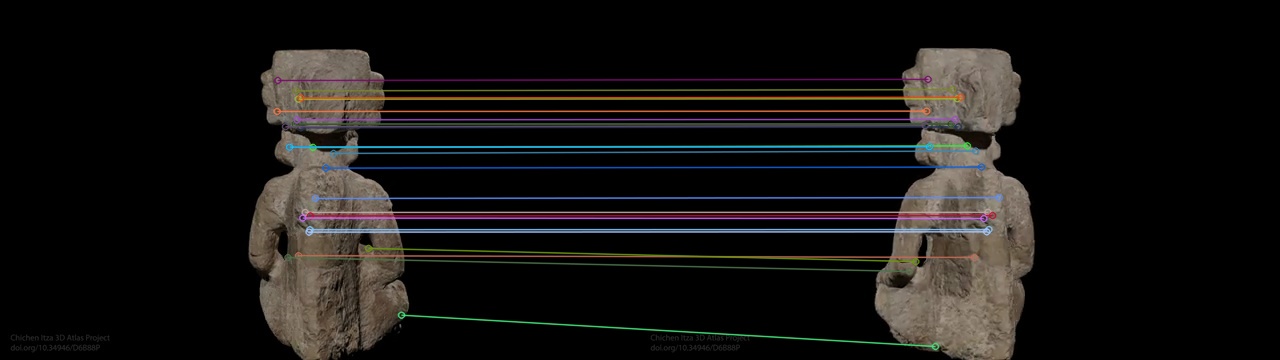 Chichen Itza 3D Atlas Project
doi.org/10.34946/D6B88P
Chichen Itza 3D Atlas Project
doi.org/10.34946/D6B88P